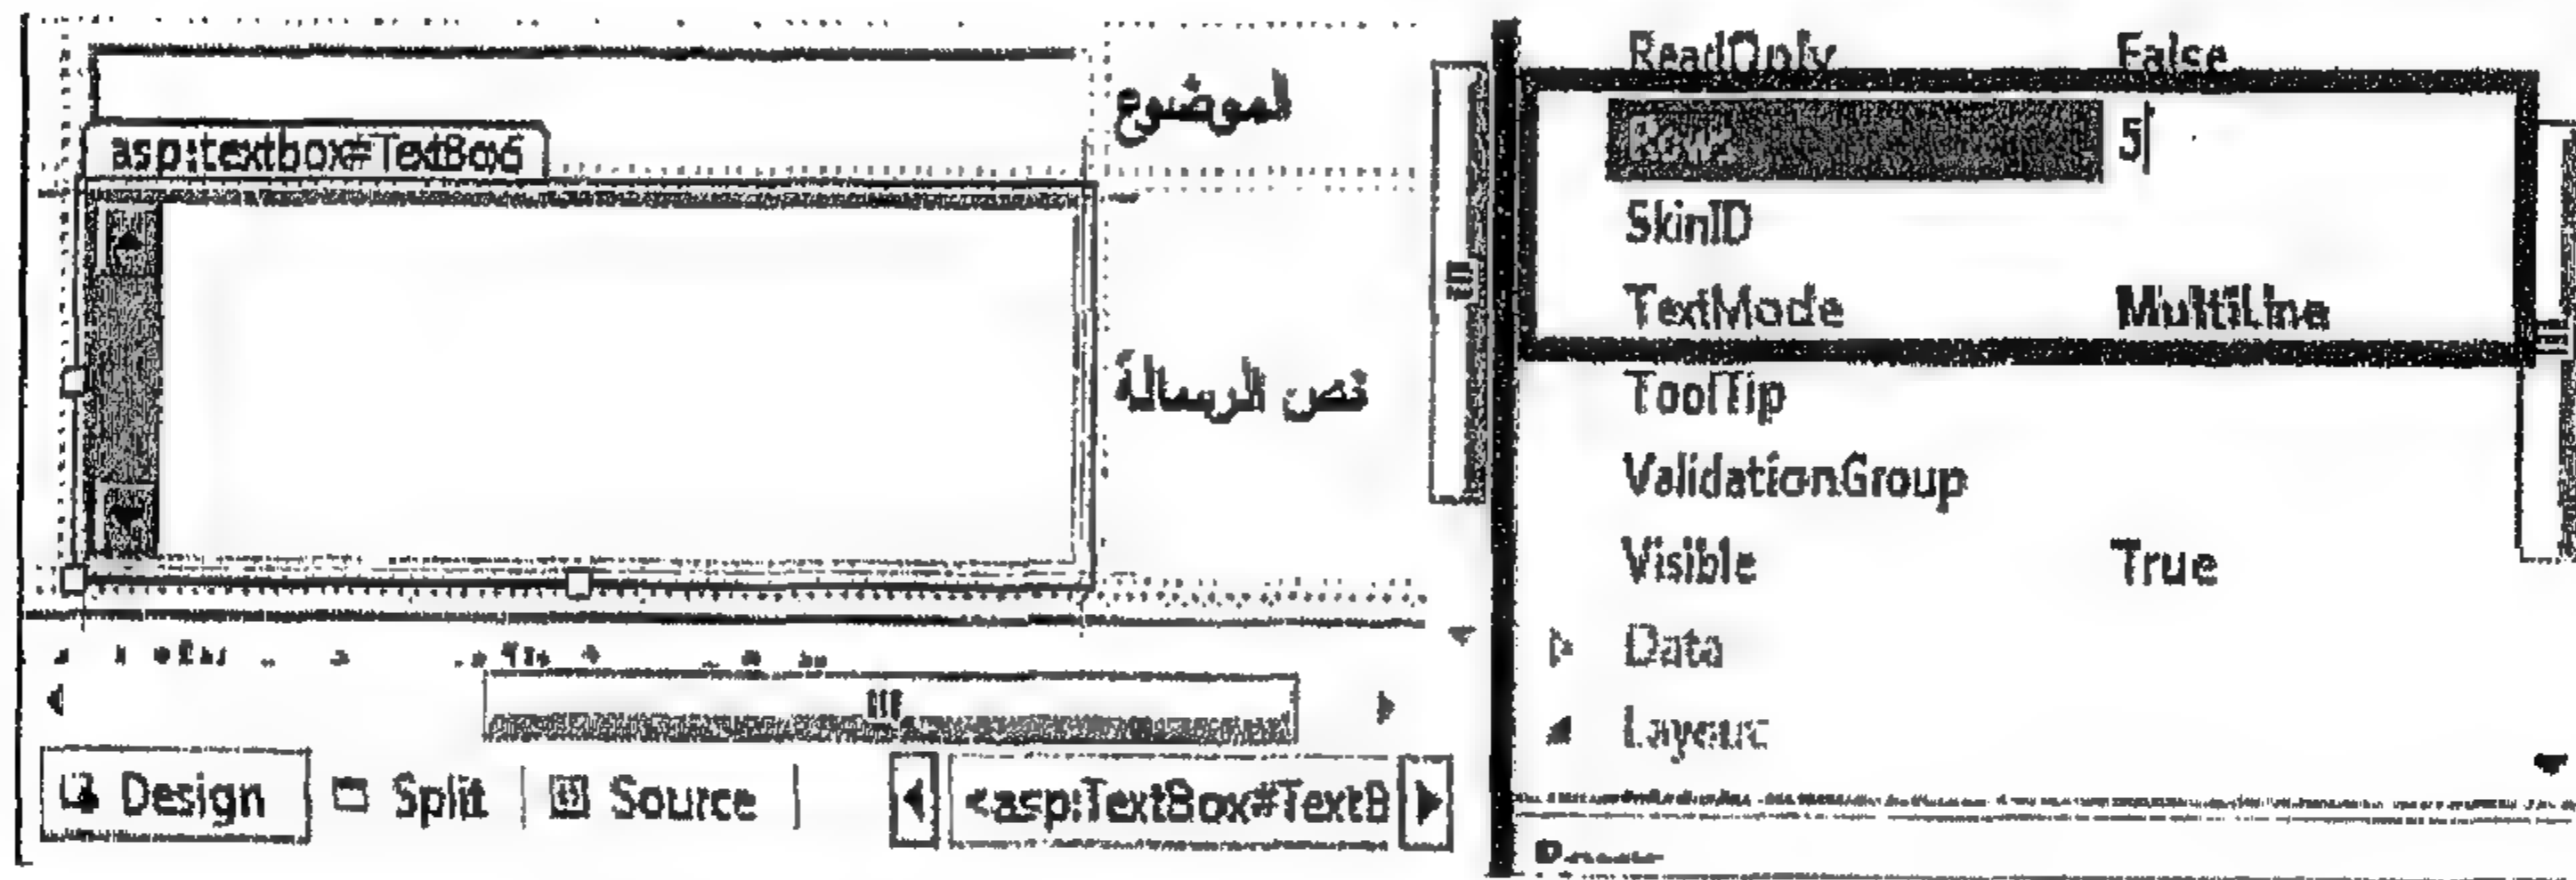 الموضوع
asp:textbox#TextBox6
نص الرسالة
Design
Split
Source
<asp:TextBox#TextB
ReadOnly False
Rows 5
SkinID
TextMode MultiLine
ToolTip
ValidationGroup
Visible True
Data
Layout